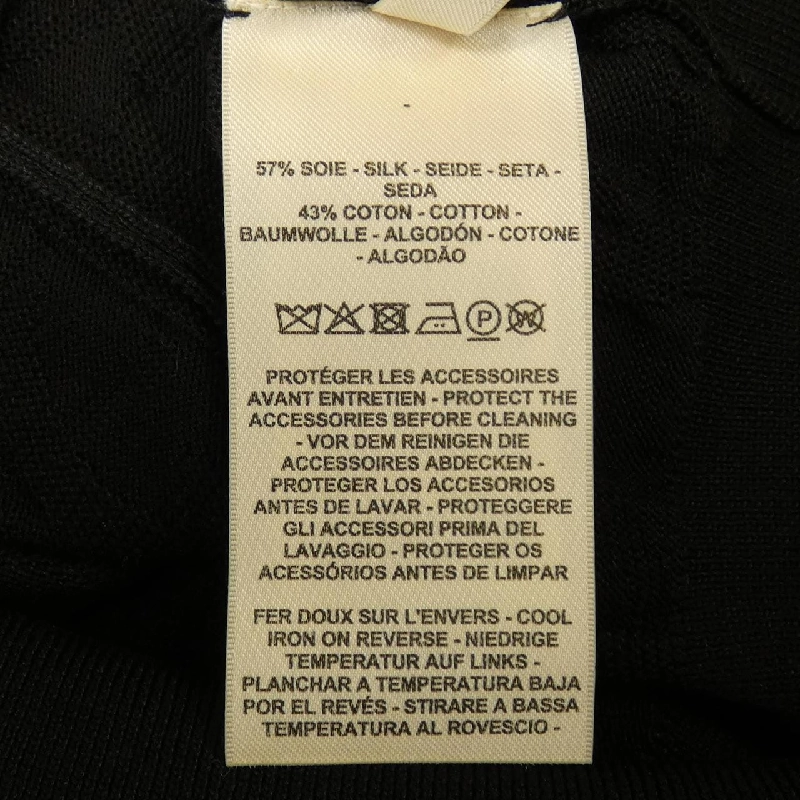 57% SOIE - SILK - SEIDE - SETA -
SEDA
43% COTON - COTTON -
BAUMWOLLE - ALGODÓN - COTONE
- ALGODÃO
P
W
PROTÉGER LES ACCESSOIRES
AVANT ENTRETIEN - PROTECT THE
ACCESSORIES BEFORE CLEANING
- VOR DEM REINIGEN DIE
ACCESSOIRES ABDECKEN -
PROTEGER LOS ACCESORIOS
ANTES DE LAVAR - PROTEGGERE
GLI ACCESSORI PRIMA DEL
LAVAGGIO - PROTEGER OS
ACESSÓRIOS ANTES DE LIMPAR
FER DOUX SUR L'ENVERS - COOL
IRON ON REVERSE - NIEDRIGE
TEMPERATUR AUF LINKS -
PLANCHAR A TEMPERATURA BAJA
POR EL REVÉS - STIRARE A BASSA
TEMPERATURA AL ROVESCIO -